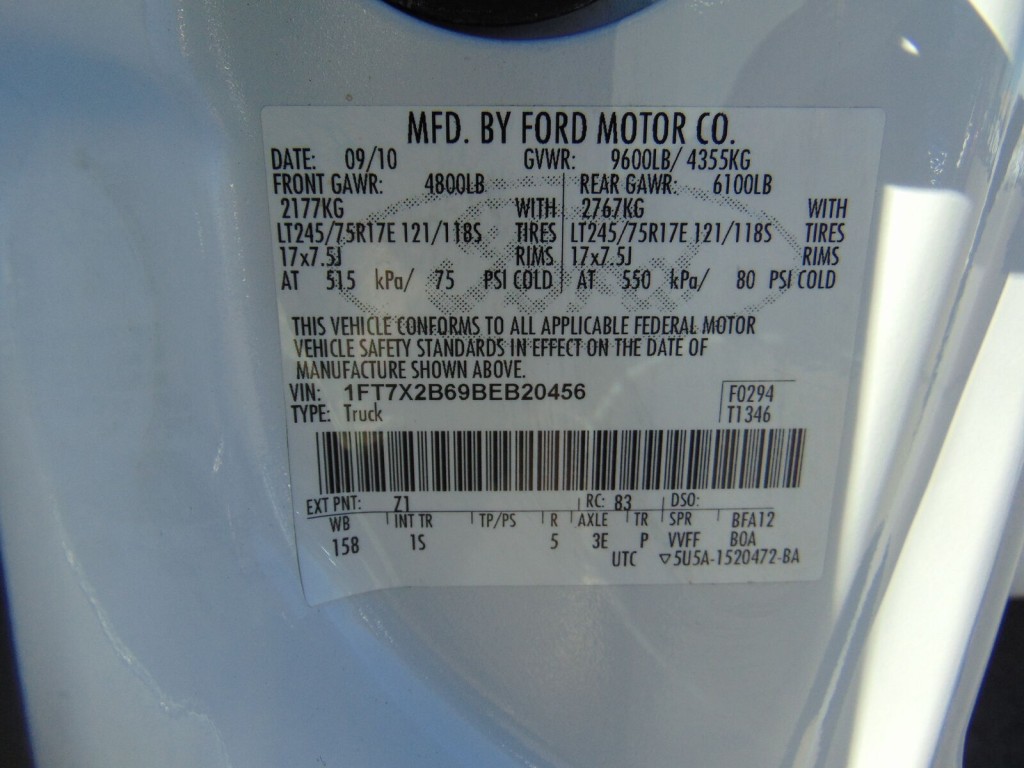 MFD. BY FORD MOTOR CO.
DATE: 09/10 GVWR: 9600LB/ 4355KG
FRONT GAWR: 4800LB REAR GAWR: 6100LB
2177KG WITH 2767KG WITH
LT245/75R17E 121/118S TIRES LT245/75R17E 121/118S TIRES
17x7.5J RIMS 17x7.5J RIMS
AT 515 kPa/ 75 PSI COLD AT 550 kPa/ 80 PSI COLD
THIS VEHICLE CONFORMS TO ALL APPLICABLE FEDERAL MOTOR
VEHICLE SAFETY STANDARDS IN EFFECT ON THE DATE OF
MANUFACTURE SHOWN ABOVE.
VIN: 1FT7X2B69BEB20456 F0294
TYPE: Truck T1346
EXT PNT: Z1 RC: 83 DSO:
WB INT TR TP/PS R AXLE TR SPR BFA12
158 1S 5 3E P VVFF BOA
UTC ▽5U5A-1520472-BA